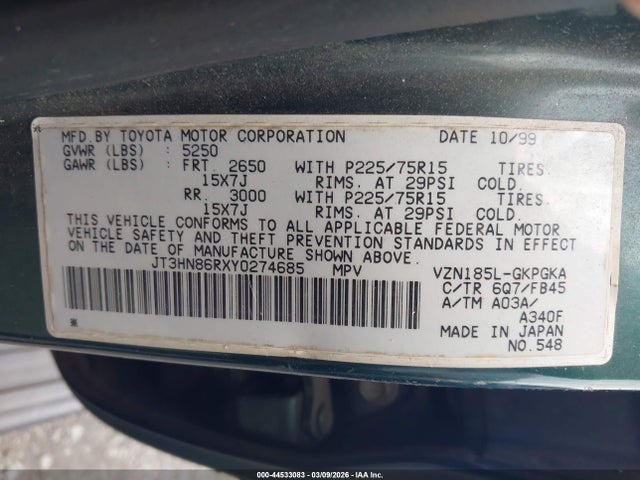 MFD.BY TOYOTA MOTOR CORPORATION DATE 10/99
GVWR (LBS) : 5250
GAWR (LBS) : FRT. 2650 WITH P225/75R15 TIRES.
15X7J RIMS. AT 29PSI COLD.
RR. 3000 WITH P225/75R15 TIRES.
15X7J RIMS. AT 29PSI COLD.
THIS VEHICLE CONFORMS TO ALL APPLICABLE FEDERAL MOTOR
VEHICLE SAFETY AND THEFT PREVENTION STANDARDS IN EFFECT
ON THE DATE OF MANUFACTURE SHOWN ABOVE.
JT3HN86RXY0274685 MPV VZN185L-GKPGKA
C/TR 6Q7/FB45
A/TM A03A/
A340F
MADE IN JAPAN
NO.548
000-44533083 | 03/09/2026 - IAA, Inc.